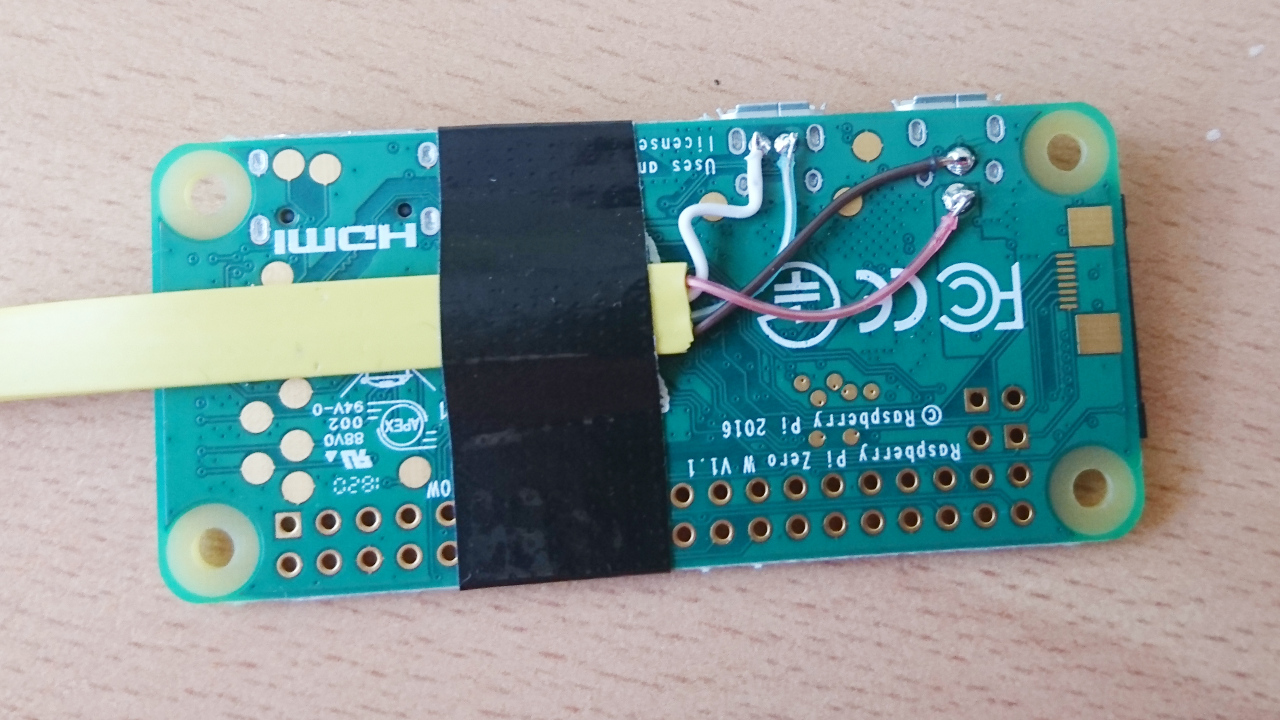 Uses an
license
HDMI
FC CE
© Raspberry Pi 2016
Raspberry Pi Zero W V1.1
APEX
94V-0
002
88V0
1820